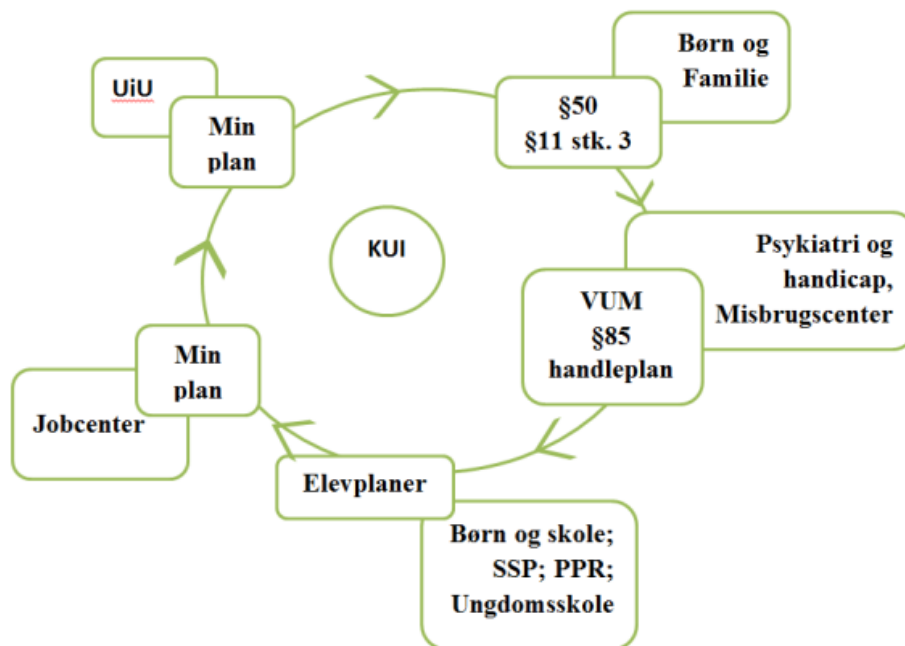 Børn og
Familie
UiU
Min
plan
§50
§11 stk. 3
KUI
Psykiatri og
handicap,
Misbrugscenter
VUM
§85
handleplan
Min
plan
Jobcenter
Elevplaner
Børn og skole;
SSP; PPR;
Ungdomsskole